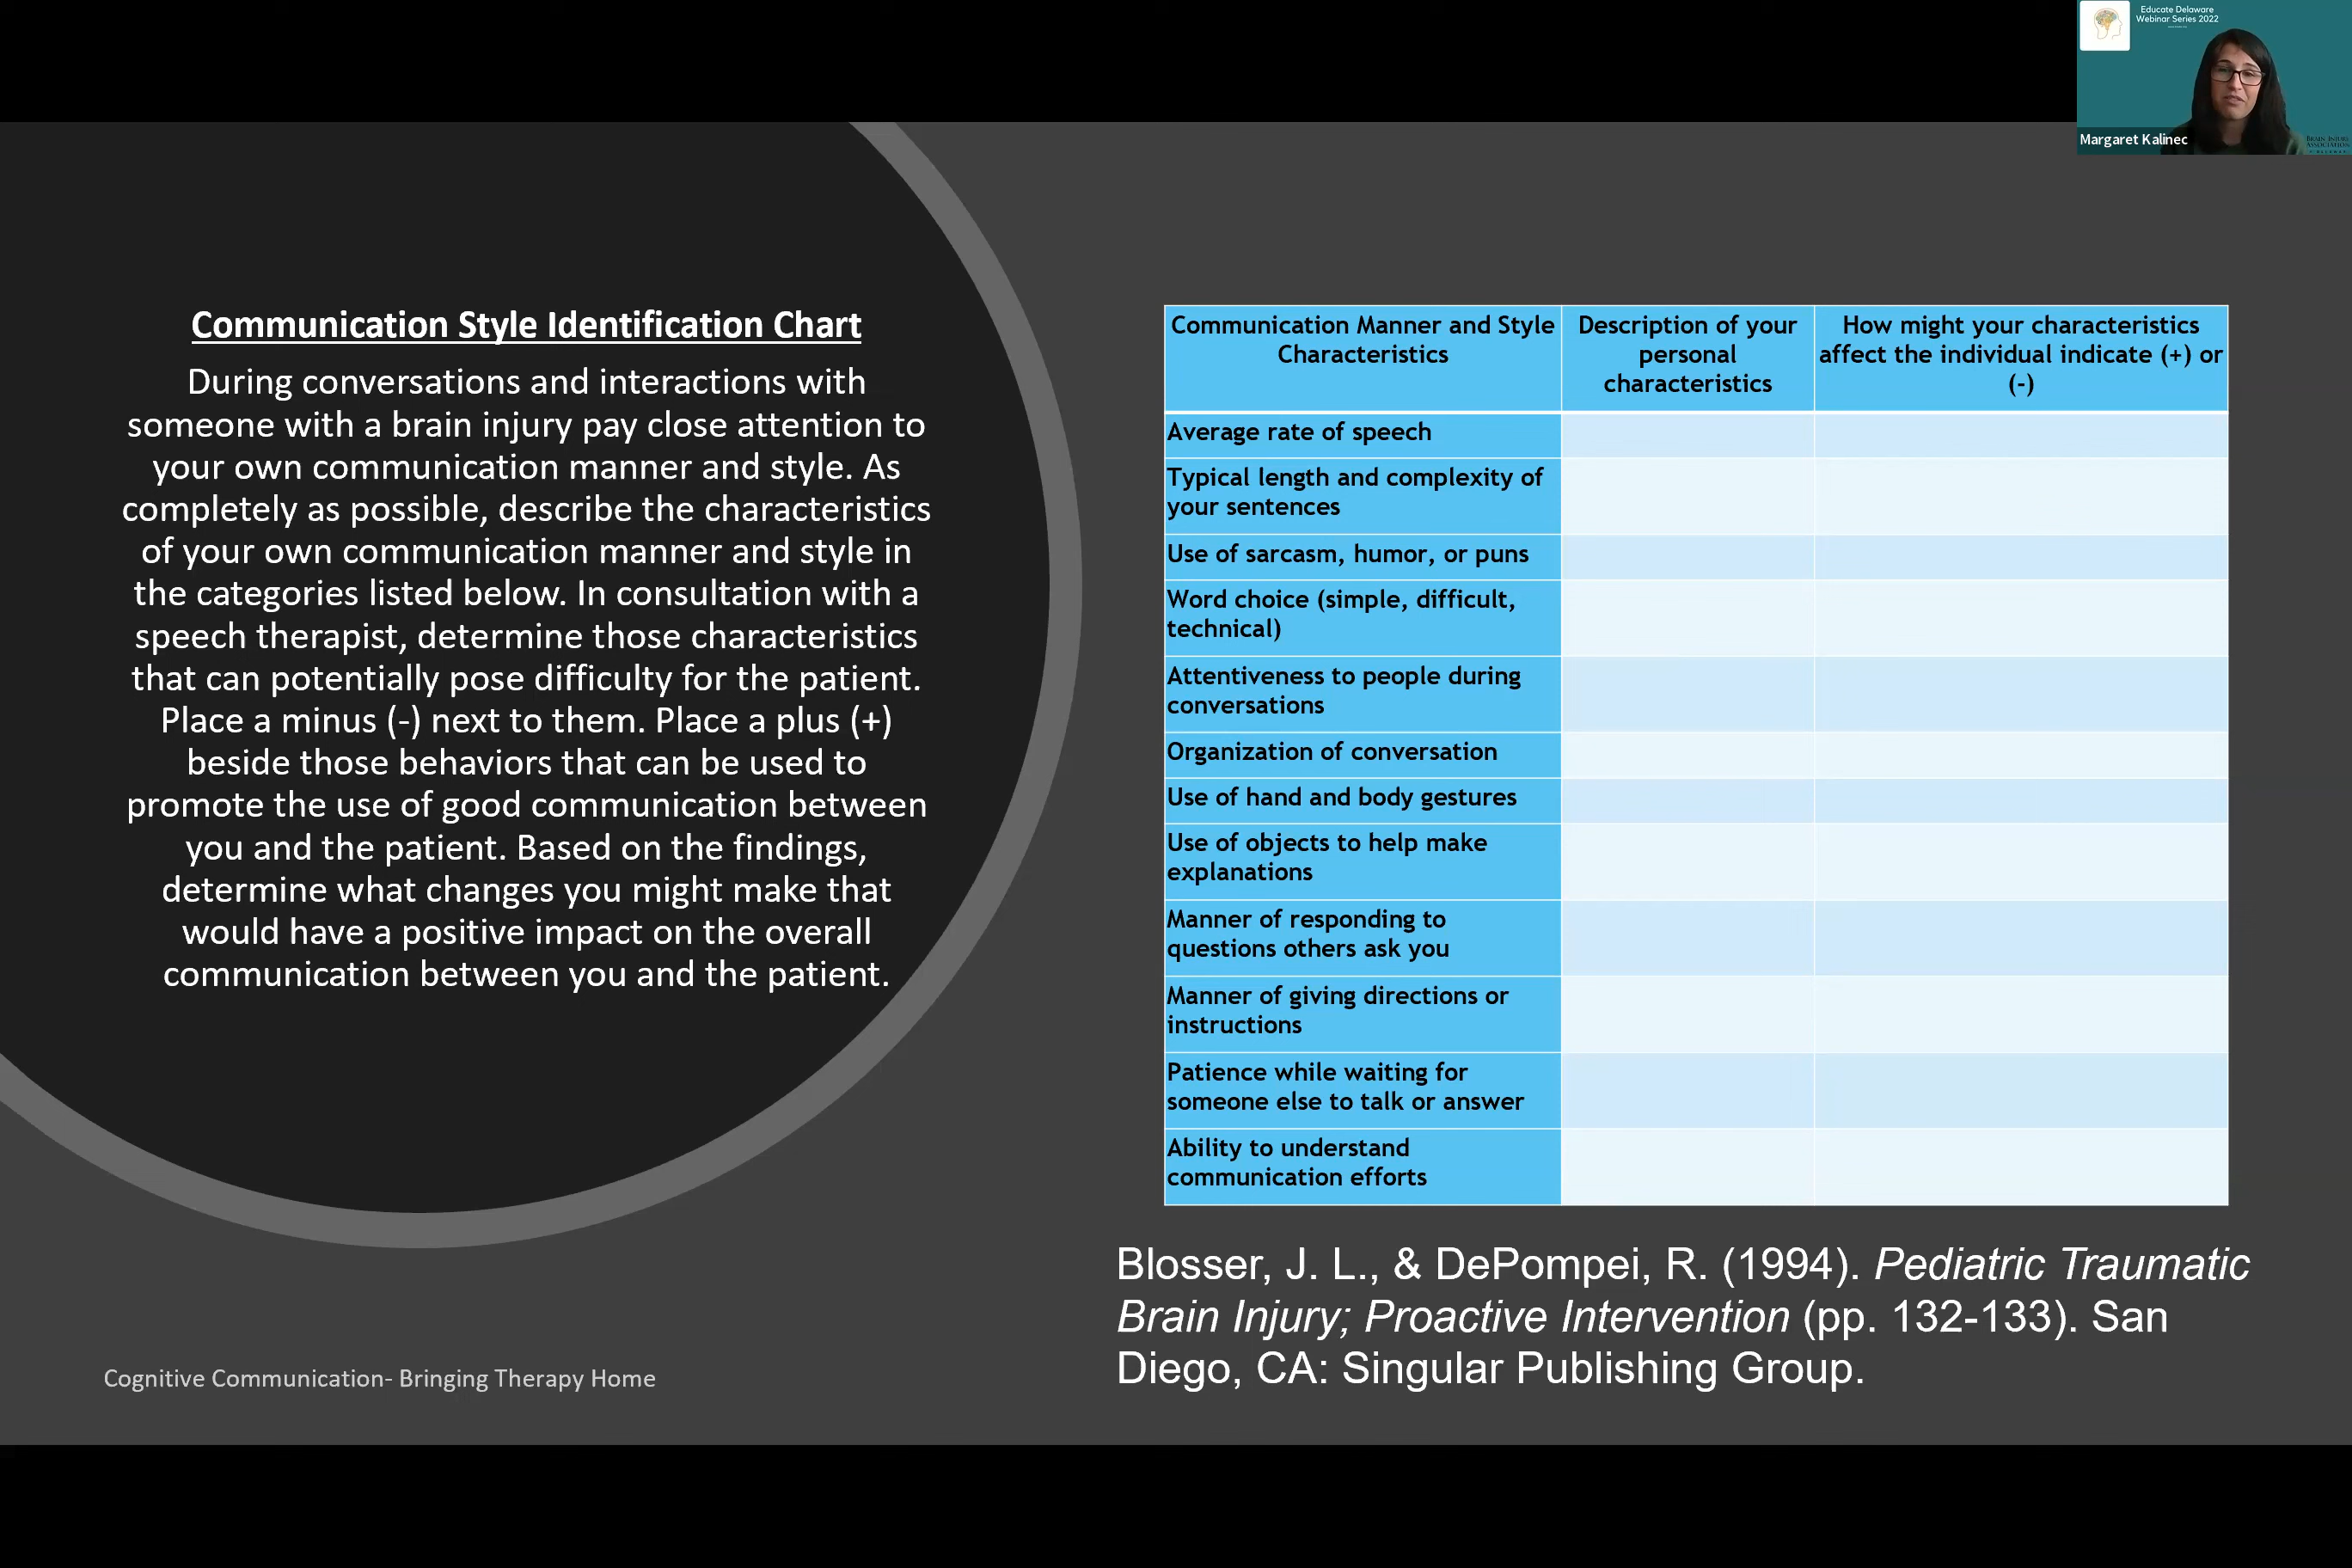 Educate Delaware
Webinar Series 2022
Margaret Kalinec
BRAIN INJURY
ASSOCIATION
Communication Style Identification Chart
During conversations and interactions with
someone with a brain injury pay close attention to
your own communication manner and style. As
completely as possible, describe the characteristics
of your own communication manner and style in
the categories listed below. In consultation with a
speech therapist, determine those characteristics
that can potentially pose difficulty for the patient.
Place a minus (-) next to them. Place a plus (+)
beside those behaviors that can be used to
promote the use of good communication between
you and the patient. Based on the findings,
determine what changes you might make that
would have a positive impact on the overall
communication between you and the patient.
Communication Manner and Style
Characteristics
Description of your
personal
characteristics
How might your characteristics
affect the individual indicate (+) or
(-)
Average rate of speech
Typical length and complexity of
your sentences
Use of sarcasm, humor, or puns
Word choice (simple, difficult,
technical)
Attentiveness to people during
conversations
Organization of conversation
Use of hand and body gestures
Use of objects to help make
explanations
Manner of responding to
questions others ask you
Manner of giving directions or
instructions
Patience while waiting for
someone else to talk or answer
Ability to understand
communication efforts
Blosser, J. L., & DePompei, R. (1994). Pediatric Traumatic
Brain Injury; Proactive Intervention (pp. 132-133). San
Diego, CA: Singular Publishing Group.
Cognitive Communication- Bringing Therapy Home